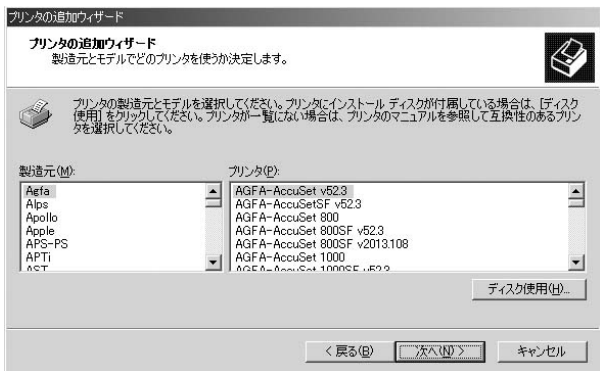 プリンタの追加ウィザード
プリンタの追加ウィザード
製造元とモデルでどのプリンタを使うか決定します。
プリンタの製造元とモデルを選択してください。プリンタにインストール ディスクが付属している場合は、[ディスク
使用] をクリックしてください。プリンタが一覧にない場合は、プリンタのマニュアルを参照して互換性のあるプリン
タを選択してください。
製造元(M):
Agfa
Alps
Apollo
Apple
APS-PS
APTi
AST
プリンタ(P):
AGFA-AccuSet v52.3
AGFA-AccuSetSF v52.3
AGFA-AccuSet 800
AGFA-AccuSet 800SF v52.3
AGFA-AccuSet 800SF v2013.108
AGFA-AccuSet 1000
AGFA-AccuSet 1000SF v52.3
ディスク使用(H)...
< 戻る(B)
次へ(N) >
キャンセル